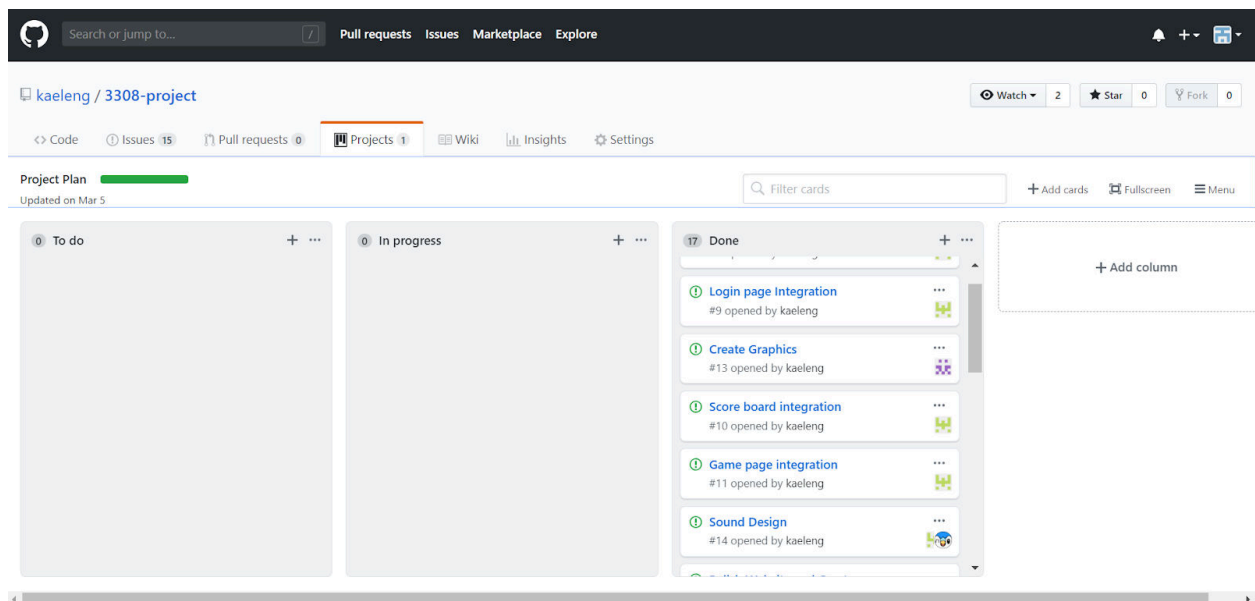 Search or jump to... / Pull requests Issues Marketplace Explore
kaeleng / 3308-project Watch 2 Star 0 Fork 0
<> Code Issues 15 Pull requests 0 Projects 1 Wiki Insights Settings
Project Plan
Updated on Mar 5
Filter cards + Add cards Fullscreen Menu
0 To do + ...
0 In progress + ...
17 Done + ...
+ Add column
Login page Integration ...
#9 opened by kaeleng
Create Graphics ...
#13 opened by kaeleng
Score board integration ...
#10 opened by kaeleng
Game page integration ...
#11 opened by kaeleng
Sound Design ...
#14 opened by kaeleng